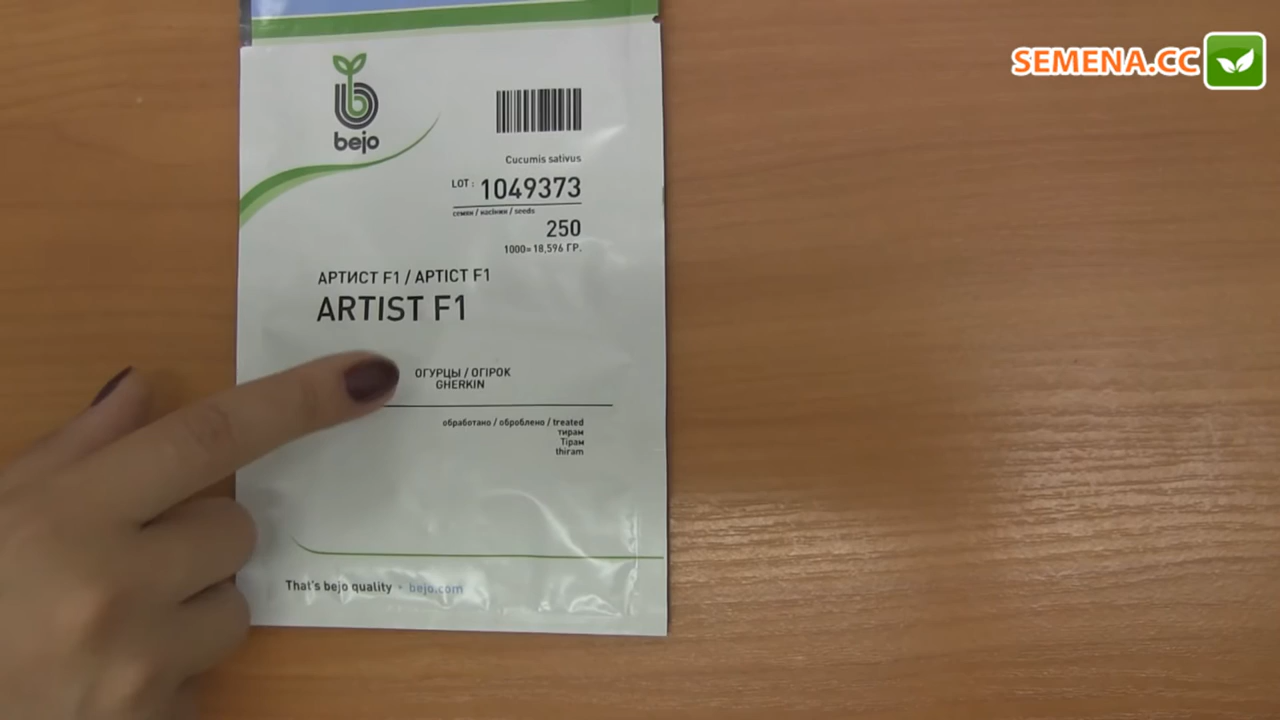 SEMENA.CC
bejo
Cucumis sativus
LOT: 1049373
семян / насінин / seeds
250
1000=18,596 ГР.
АРТИСТ F1 / АРТІСТ F1
ARTIST F1
ОГУРЦЫ / ОГІРОК
GHERKIN
обработано / оброблено / treated
тирам
Тірам
thiram
That's bejo quality • bejo.com